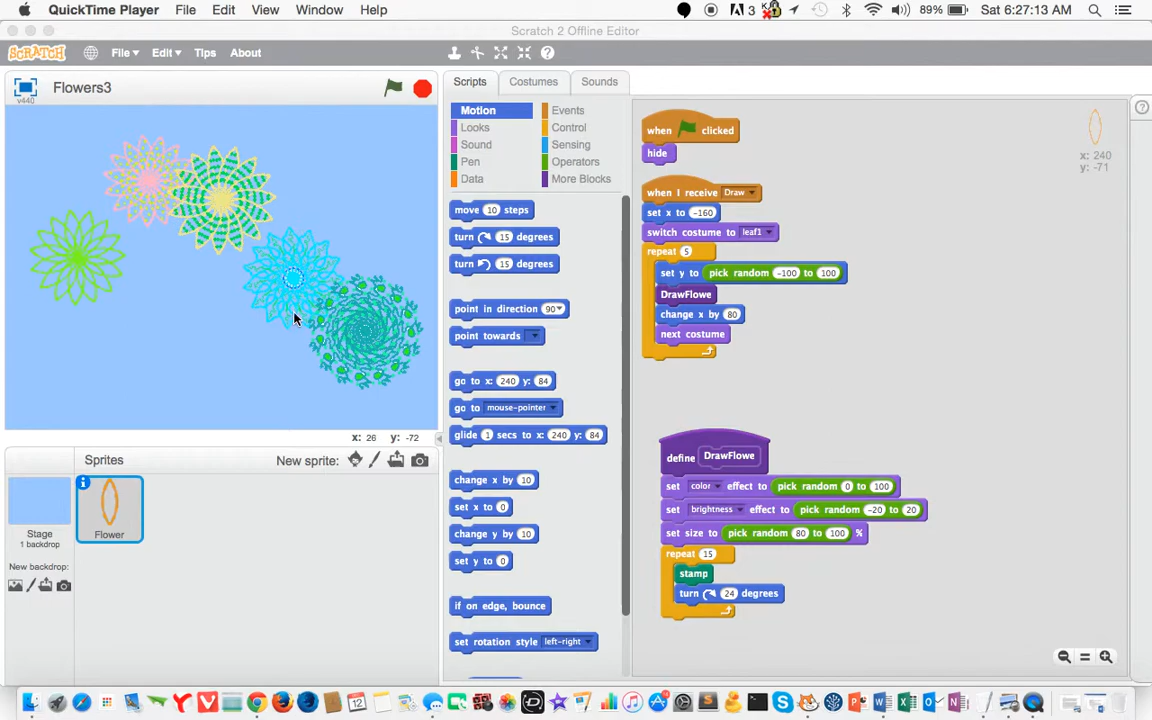 QuickTime Player File Edit View Window Help 3 89% Sat 6:27:13 AM
Scratch 2 Offline Editor
SCRATCH File Edit Tips About
Flowers3
v440
Scripts Costumes Sounds
Motion Events
Looks Control
Sound Sensing
Pen Operators
Data More Blocks
move 10 steps
turn 15 degrees
turn 15 degrees
point in direction 90
point towards
go to x: 240 y: 84
go to mouse-pointer
glide 1 secs to x: 240 y: 84
change x by 10
set x to 0
change y by 10
set y to 0
if on edge, bounce
set rotation style left-right
when clicked
hide
when I receive Draw
set x to -160
switch costume to leaf1
repeat 5
set y to pick random -100 to 100
DrawFlowe
change x by 80
next costume
define DrawFlowe
set color effect to pick random 0 to 100
set brightness effect to pick random -20 to 20
set size to pick random 80 to 100 %
repeat 15
stamp
turn 24 degrees
x: 240
y: -71
x: 26 y: -72
Sprites New sprite:
Stage
1 backdrop
New backdrop:
Flower
12